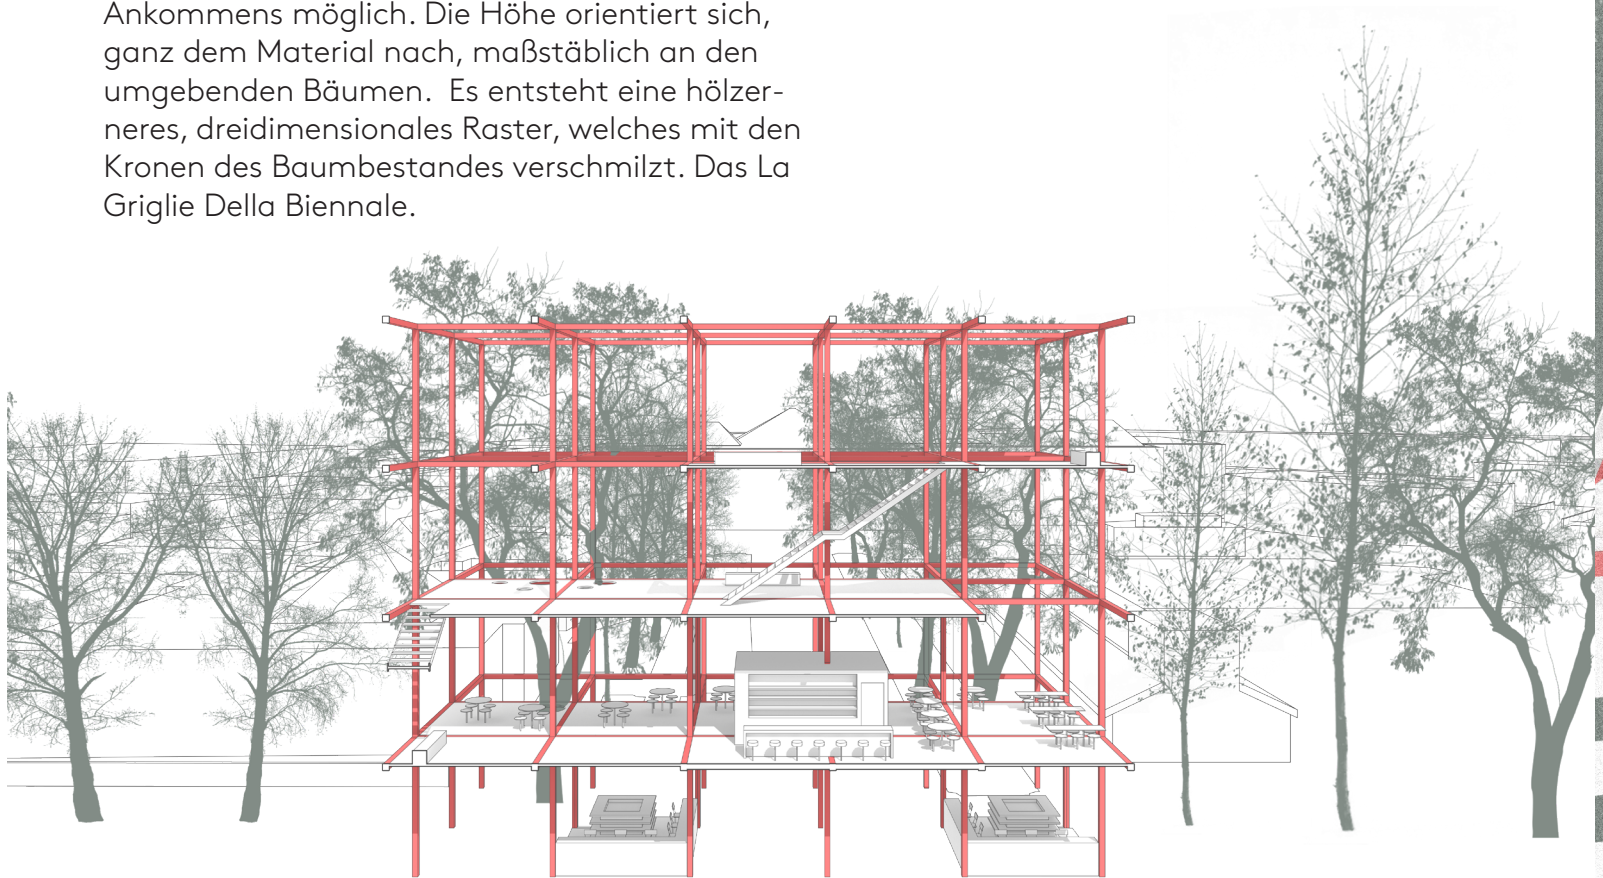 Ankommens möglich. Die Höhe orientiert sich,
ganz dem Material nach, maßstäblich an den
umgebenden Bäumen.  Es entsteht eine hölzer-
neres, dreidimensionales Raster, welches mit den
Kronen des Baumbestandes verschmilzt. Das La
Griglie Della Biennale.